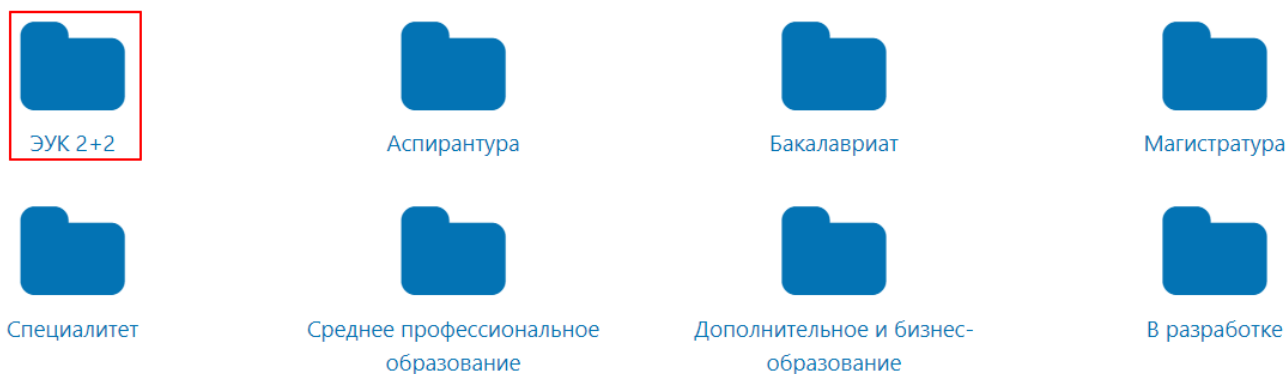 ЭУК 2+2
Аспирантура
Бакалавриат
Магистратура
Специалитет
Среднее профессиональное
образование
Дополнительное и бизнес-
образование
В разработке